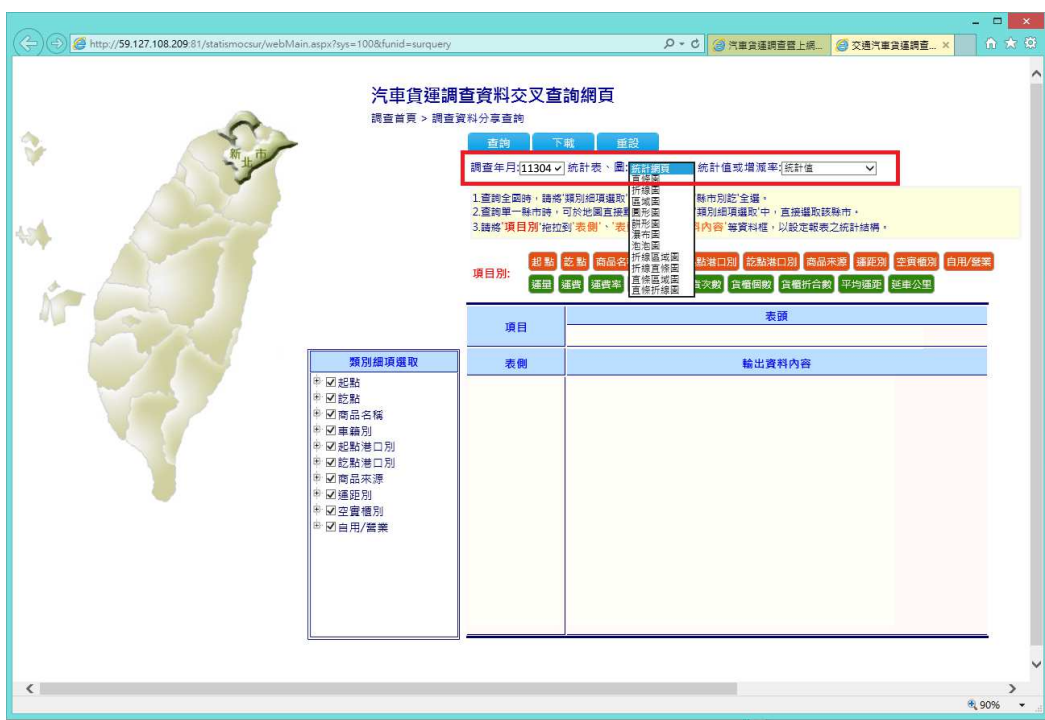 http://59.127.108.209:81/statismocsur/webMain.aspx?sys=100&funid=surquery
汽車貨運調查暨上網...
交通汽車貨運調查...
汽車貨運調查資料交叉查詢網頁
調查首頁 > 調查資料分享查詢
查詢 下載 重設
調查年月:11304 統計表、圖:統計網頁 統計值或增減率:統計值
直條圖
折線圖
區域圖
圓形圖
餅形圖
瀑布圖
泡泡圖
折線區域圖
折線直條圖
直條區域圖
直條折線圖
1.查詢全國時,請將'類別細項選取' 縣市別訖'全選。
2.查詢單一縣市時,可於地圖直接 '類別細項選取'中,直接選取該縣市。
3.請將'項目別'拖拉到'表側'、'表 內容'等資料框,以設定報表之統計結構。
項目別:
起點 訖點 商品名 點港口別 訖點港口別 商品來源 運距別 空實櫃別 自用/營業
運量 運費 運費率 次數 貨櫃個數 貨櫃折合數 平均運距 延車公里
新北市
項目 表頭
表側 輸出資料內容
類別細項選取
起點
訖點
商品名稱
車籍別
起點港口別
訖點港口別
商品來源
運距別
空實櫃別
自用/營業
90%